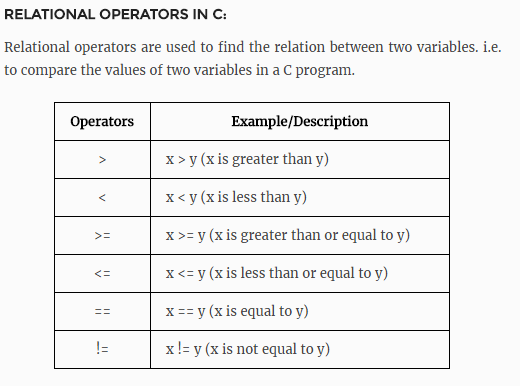 RELATIONAL OPERATORS IN C:
Relational operators are used to find the relation between two variables. i.e.
to compare the values of two variables in a C program.
Operators Example/Description
> x > y (x is greater than y)
< x < y (x is less than y)
>= x >= y (x is greater than or equal to y)
<= x <= y (x is less than or equal to y)
== x == y (x is equal to y)
!= x != y (x is not equal to y)